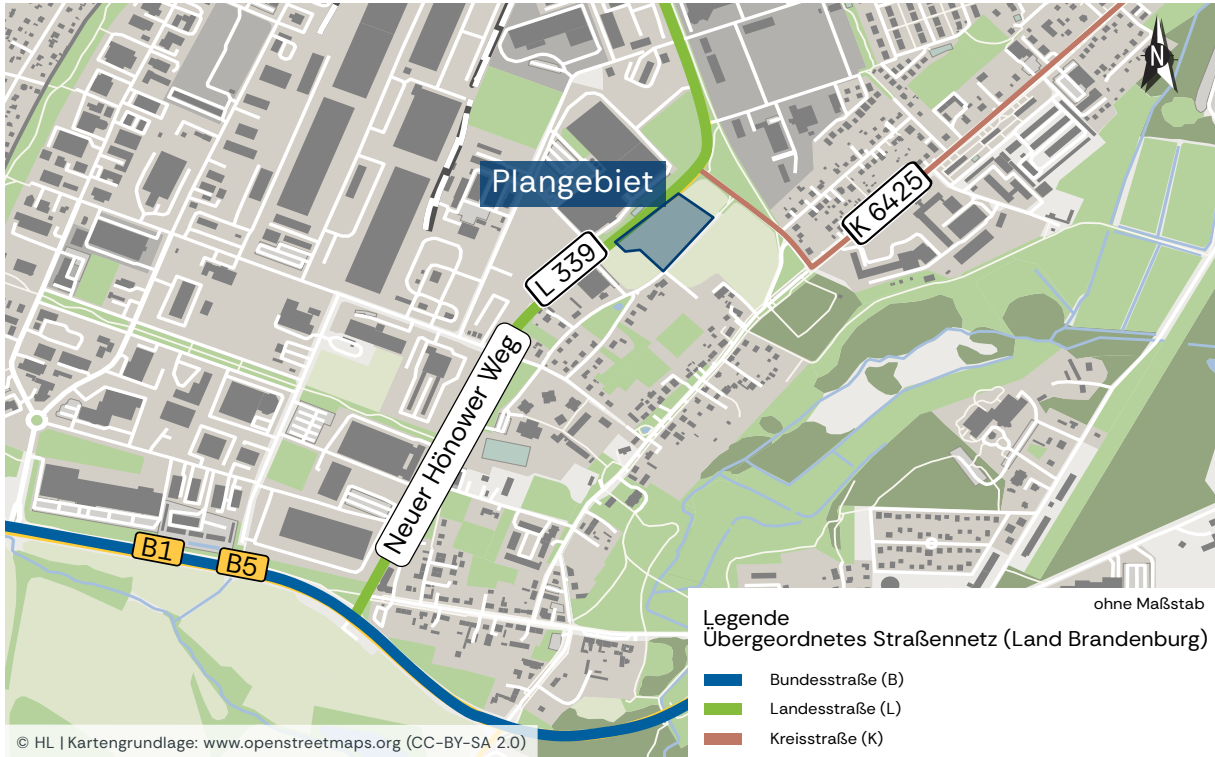 N
Plangebiet
K 6425
L 339
Neuer Hönower Weg
B1
B5
ohne Maßstab
Legende
Übergeordnetes Straßennetz (Land Brandenburg)
Bundesstraße (B)
Landesstraße (L)
Kreisstraße (K)
© HL | Kartengrundlage: www.openstreetmaps.org (CC-BY-SA 2.0)